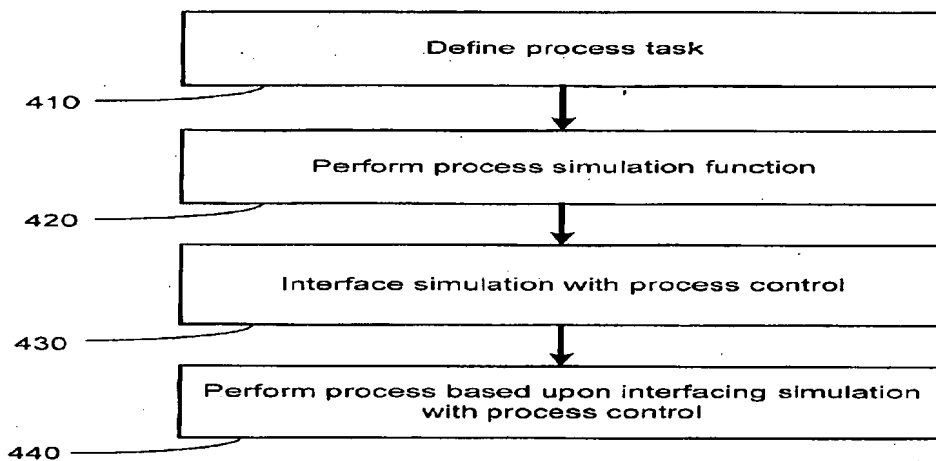 Define process task
410
Perform process simulation function
420
Interface simulation with process control
430
Perform process based upon interfacing simulation
with process control
440